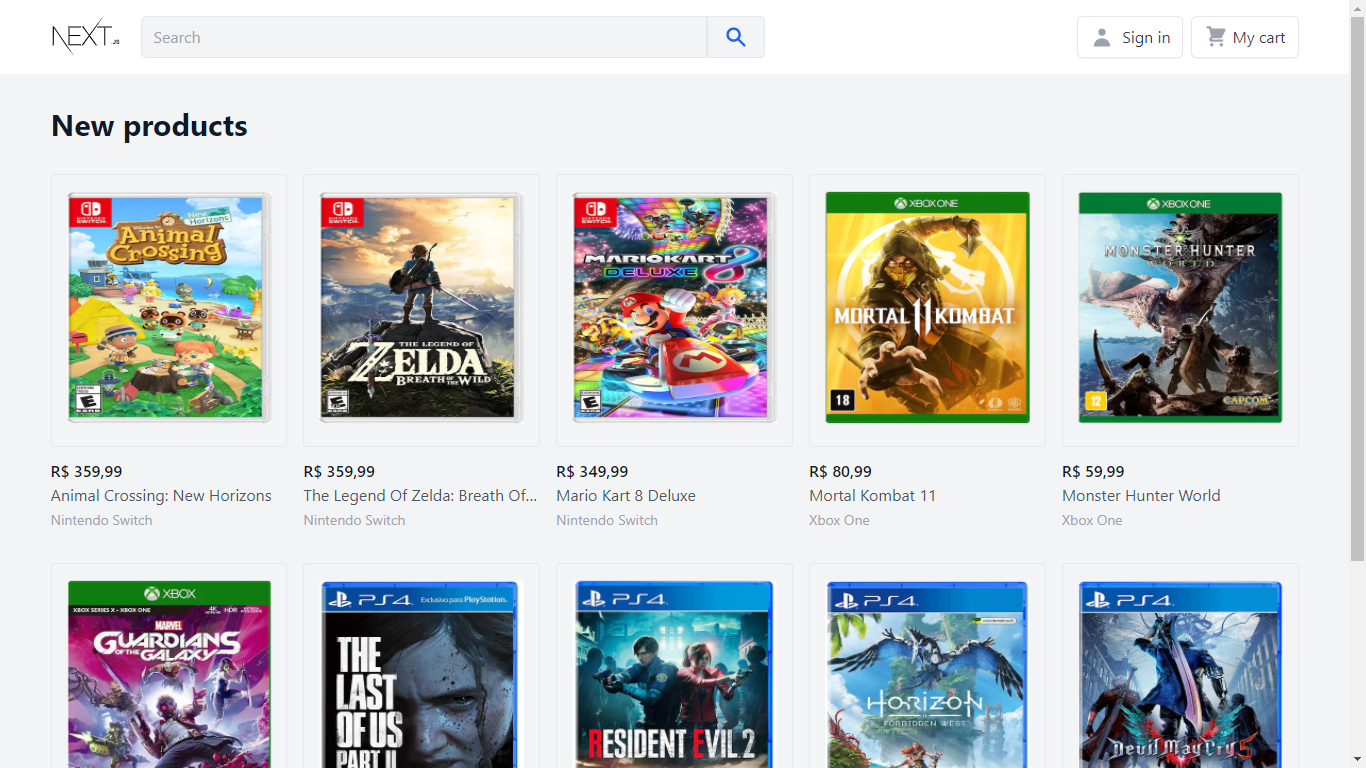 NEXT.JS
Search
Sign in
My cart
New products
NINTENDO SWITCH
New Horizons
Animal Crossing
E
R$ 359,99
Animal Crossing: New Horizons
Nintendo Switch
NINTENDO SWITCH
THE LEGEND OF
ZELDA
BREATH OF THE WILD
E
R$ 359,99
The Legend Of Zelda: Breath Of...
Nintendo Switch
NINTENDO SWITCH
MARIOKART 8
DELUXE
E
R$ 349,99
Mario Kart 8 Deluxe
Nintendo Switch
XBOX ONE
MORTAL 11 KOMBAT
18
R$ 80,99
Mortal Kombat 11
Xbox One
XBOX ONE
MONSTER HUNTER
WORLD
12
CAPCOM
R$ 59,99
Monster Hunter World
Xbox One
XBOX
XBOX SERIES X - XBOX ONE
4K
HDR
MARVEL
GUARDIANS
OF THE GALAXY
PS4
Exclusivo para PlayStation.
THE
LAST
OF US
PART II
PS4
RESIDENT EVIL 2
PS4
HORIZON
FORBIDDEN WEST
PS4
Devil May Cry 5